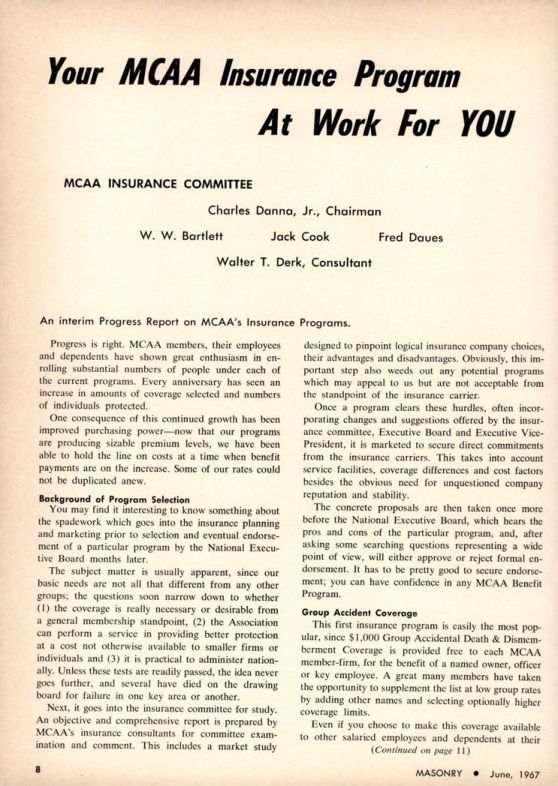 Your MCAA Insurance Program
At Work For YOU
MCAA INSURANCE COMMITTEE
Charles Danna, Jr., Chairman
W. W. Bartlett Jack Cook Fred Daues
Walter T. Derk, Consultant
An interim Progress Report on MCAA's Insurance Programs.
Progress is right. MCAA members, their employees
and dependents have shown great enthusiasm in en-
rolling substantial numbers of people under each of
the current programs. Every anniversary has seen an
increase in amounts of coverage selected and numbers
of individuals protected.
One consequence of this continued growth has been
improved purchasing power—now that our programs
are producing sizable premium levels, we have been
able to hold the line on costs at a time when benefit
payments are on the increase. Some of our rates could
not be duplicated anew.
Background of Program Selection
You may find it interesting to know something about
the spadework which goes into the insurance planning
and marketing prior to selection and eventual endorse-
ment of a particular program by the National Execu-
tive Board months later.
The subject matter is usually apparent, since our
basic needs are not all that different from any other
groups; the questions soon narrow down to whether
(1) the coverage is really necessary or desirable from
a general membership standpoint, (2) the Association
can perform a service in providing better protection
at a cost not otherwise available to smaller firms or
individuals and (3) it is practical to administer nation-
ally. Unless these tests are readily passed, the idea never
goes further, and several have died on the drawing
board for failure in one key area or another.
Next, it goes into the insurance committee for study.
An objective and comprehensive report is prepared by
MCAA's insurance consultants for committee exam-
ination and comment. This includes a market study
designed to pinpoint logical insurance company choices,
their advantages and disadvantages. Obviously, this im-
portant step also weeds out any potential programs
which may appeal to us but are not acceptable from
the standpoint of the insurance carrier.
Once a program clears these hurdles, often incor-
porating changes and suggestions offered by the insur-
ance committee, Executive Board and Executive Vice-
President, it is marketed to secure direct commitments
from the insurance carriers. This takes into account
service facilities, coverage differences and cost factors
besides the obvious need for unquestioned company
reputation and stability.
The concrete proposals are then taken once more
before the National Executive Board, which hears the
pros and cons of the particular program, and, after
asking some searching questions representing a wide
point of view, will either approve or reject formal en-
dorsement. It has to be pretty good to secure endorse-
ment; you can have confidence in any MCAA Benefit
Program.
Group Accident Coverage
This first insurance program is easily the most pop-
ular, since $1,000 Group Accidental Death & Dismem-
berment Coverage is provided free to each MCAA
member-firm, for the benefit of a named owner, officer
or key employee. A great many members have taken
the opportunity to supplement the list at low group rates
by adding other names and selecting optionally higher
coverage limits.
Even if you choose to make this coverage available
to other salaried employees and dependents at their
(Continued on page 11)
8
MASONRY • June, 1967